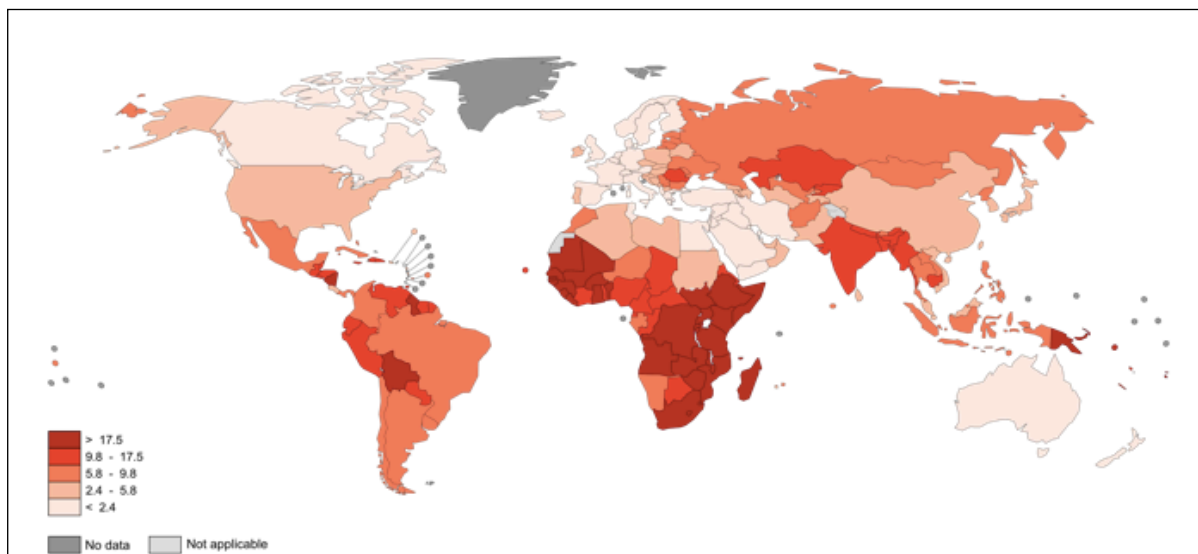 > 17.5
9.8 - 17.5
5.8 - 9.8
2.4 - 5.8
< 2.4
No data
Not applicable